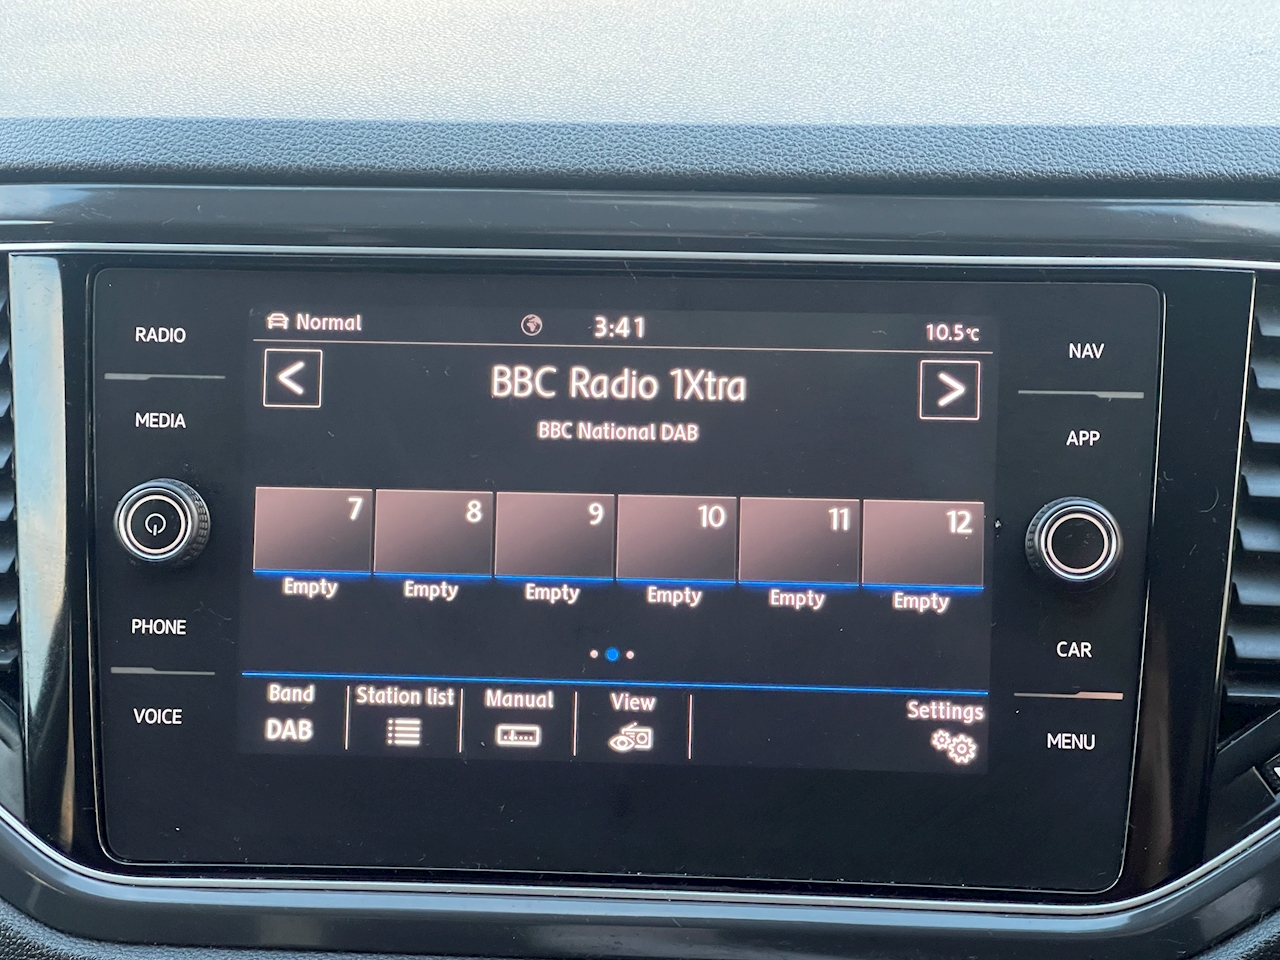 RADIO
MEDIA
PHONE
VOICE
Normal
3:41
10.5°C
<
BBC Radio 1Xtra
>
BBC National DAB
7 8 9 10 11 12
Empty Empty Empty Empty Empty Empty
Band Station list Manual View Settings
DAB
NAV
APP
CAR
MENU